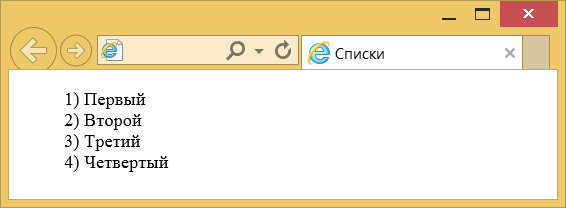 Списки
1) Первый
2) Второй
3) Третий
4) Четвертый